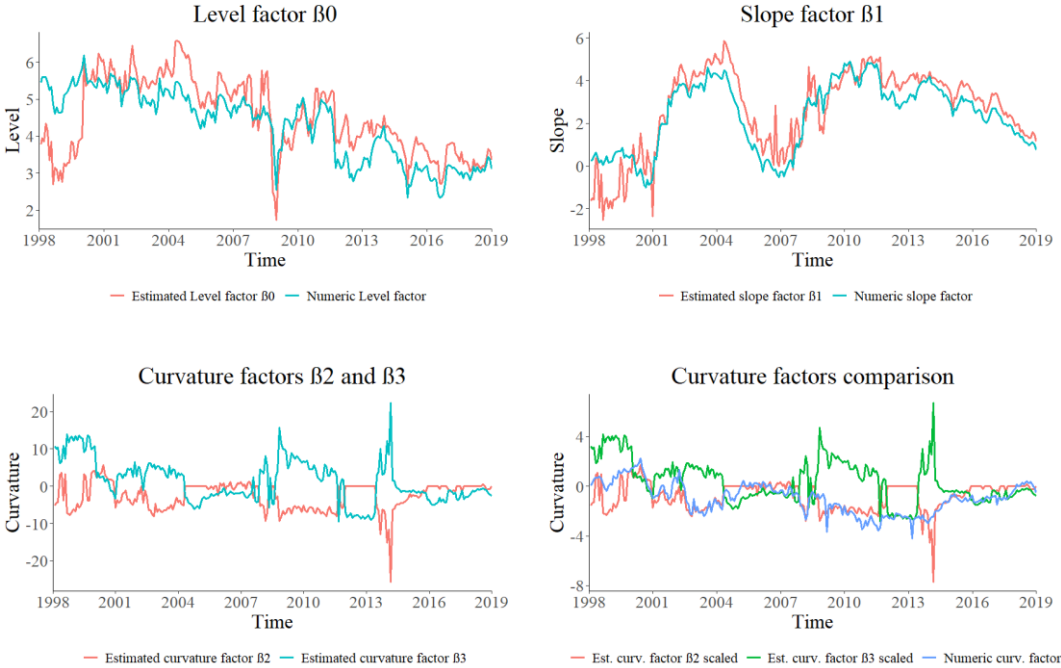 Level factor ß0
Level
6
5
4
3
2
1998 2001 2004 2007 2010 2013 2016 2019
Time
Estimated Level factor ß0 Numeric Level factor
Slope factor ß1
Slope
6
4
2
0
-2
1998 2001 2004 2007 2010 2013 2016 2019
Time
Estimated slope factor ß1 Numeric slope factor
Curvature factors ß2 and ß3
Curvature
20
10
0
-10
-20
1998 2001 2004 2007 2010 2013 2016 2019
Time
Estimated curvature factor ß2 Estimated curvature factor ß3
Curvature factors comparison
Curvature
4
0
-4
-8
1998 2001 2004 2007 2010 2013 2016 2019
Time
Est. curv. factor ß2 scaled Est. curv. factor ß3 scaled Numeric curv. factor